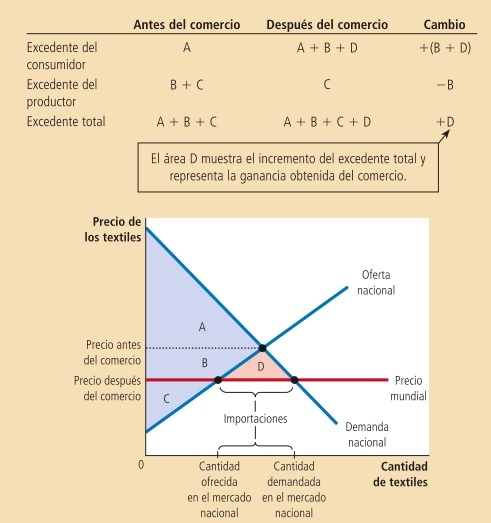 Antes del comercio Después del comercio Cambio
Excedente del A A + B + D +(B + D)
consumidor
Excedente del B + C C −B
productor
Excedente total A + B + C A + B + C + D +D
El área D muestra el incremento del excedente total y
representa la ganancia obtenida del comercio.
Precio de
los textiles
Oferta
nacional
A
Precio antes
del comercio
B
D
Precio después
del comercio
C
Precio
mundial
Importaciones
Demanda
nacional
0
Cantidad
ofrecida
en el mercado
nacional
Cantidad
demandada
en el mercado
nacional
Cantidad
de textiles